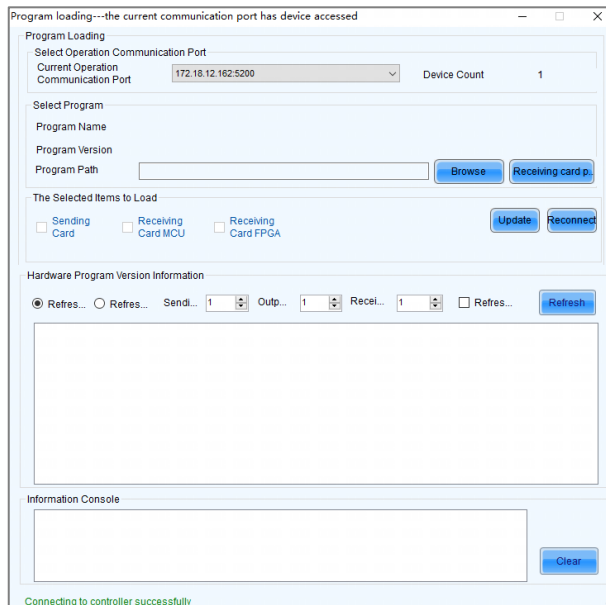 Program loading---the current communication port has device accessed
Program Loading
Select Operation Communication Port
Current Operation
Communication Port
172.18.12.162:5200
Device Count
1
Select Program
Program Name
Program Version
Program Path
Browse
Receiving card p..
The Selected Items to Load
Sending
Card
Receiving
Card MCU
Receiving
Card FPGA
Update
Reconnect
Hardware Program Version Information
Refres... Refres... Sendi... 1 Outp... 1 Recei... 1 Refres... Refresh
Information Console
Clear
Connecting to controller successfully